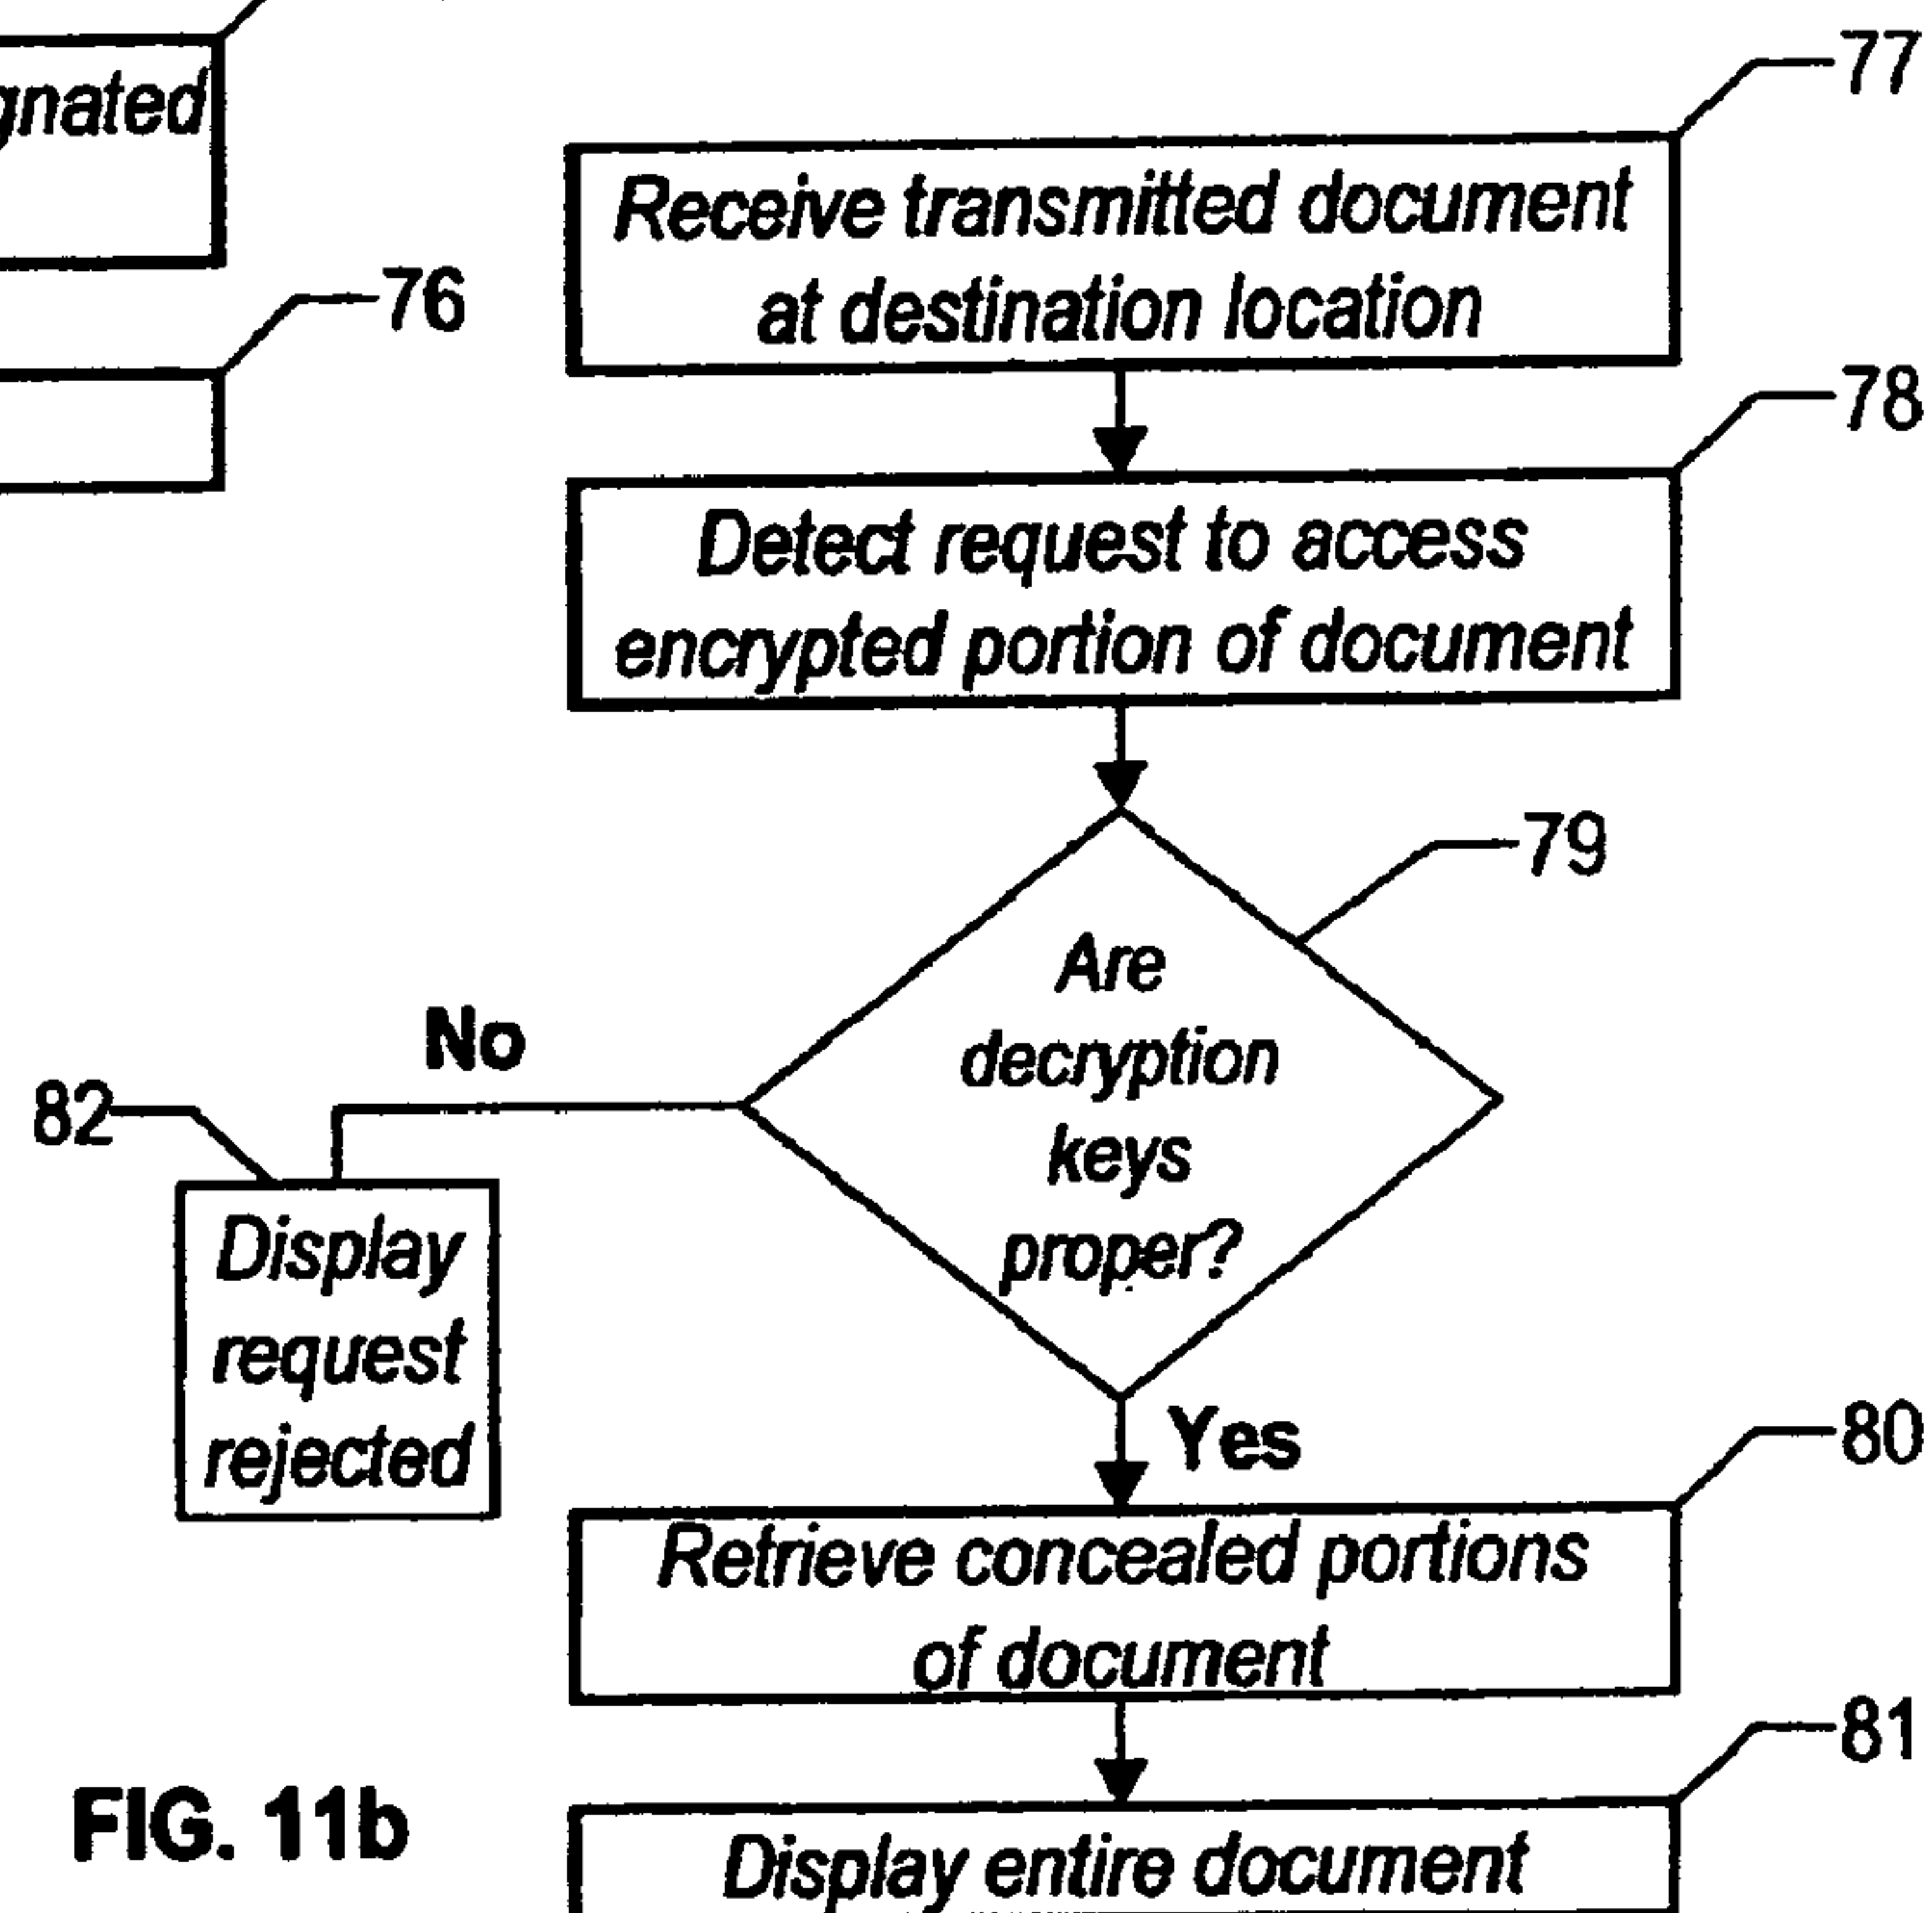 76
77
Receive transmitted document
at destination location
78
Detect request to access
encrypted portion of document
79
Are
decryption
keys
proper?
No
82
Display
request
rejected
Yes
80
Retrieve concealed portions
of document
81
Display entire document
FIG. 11b